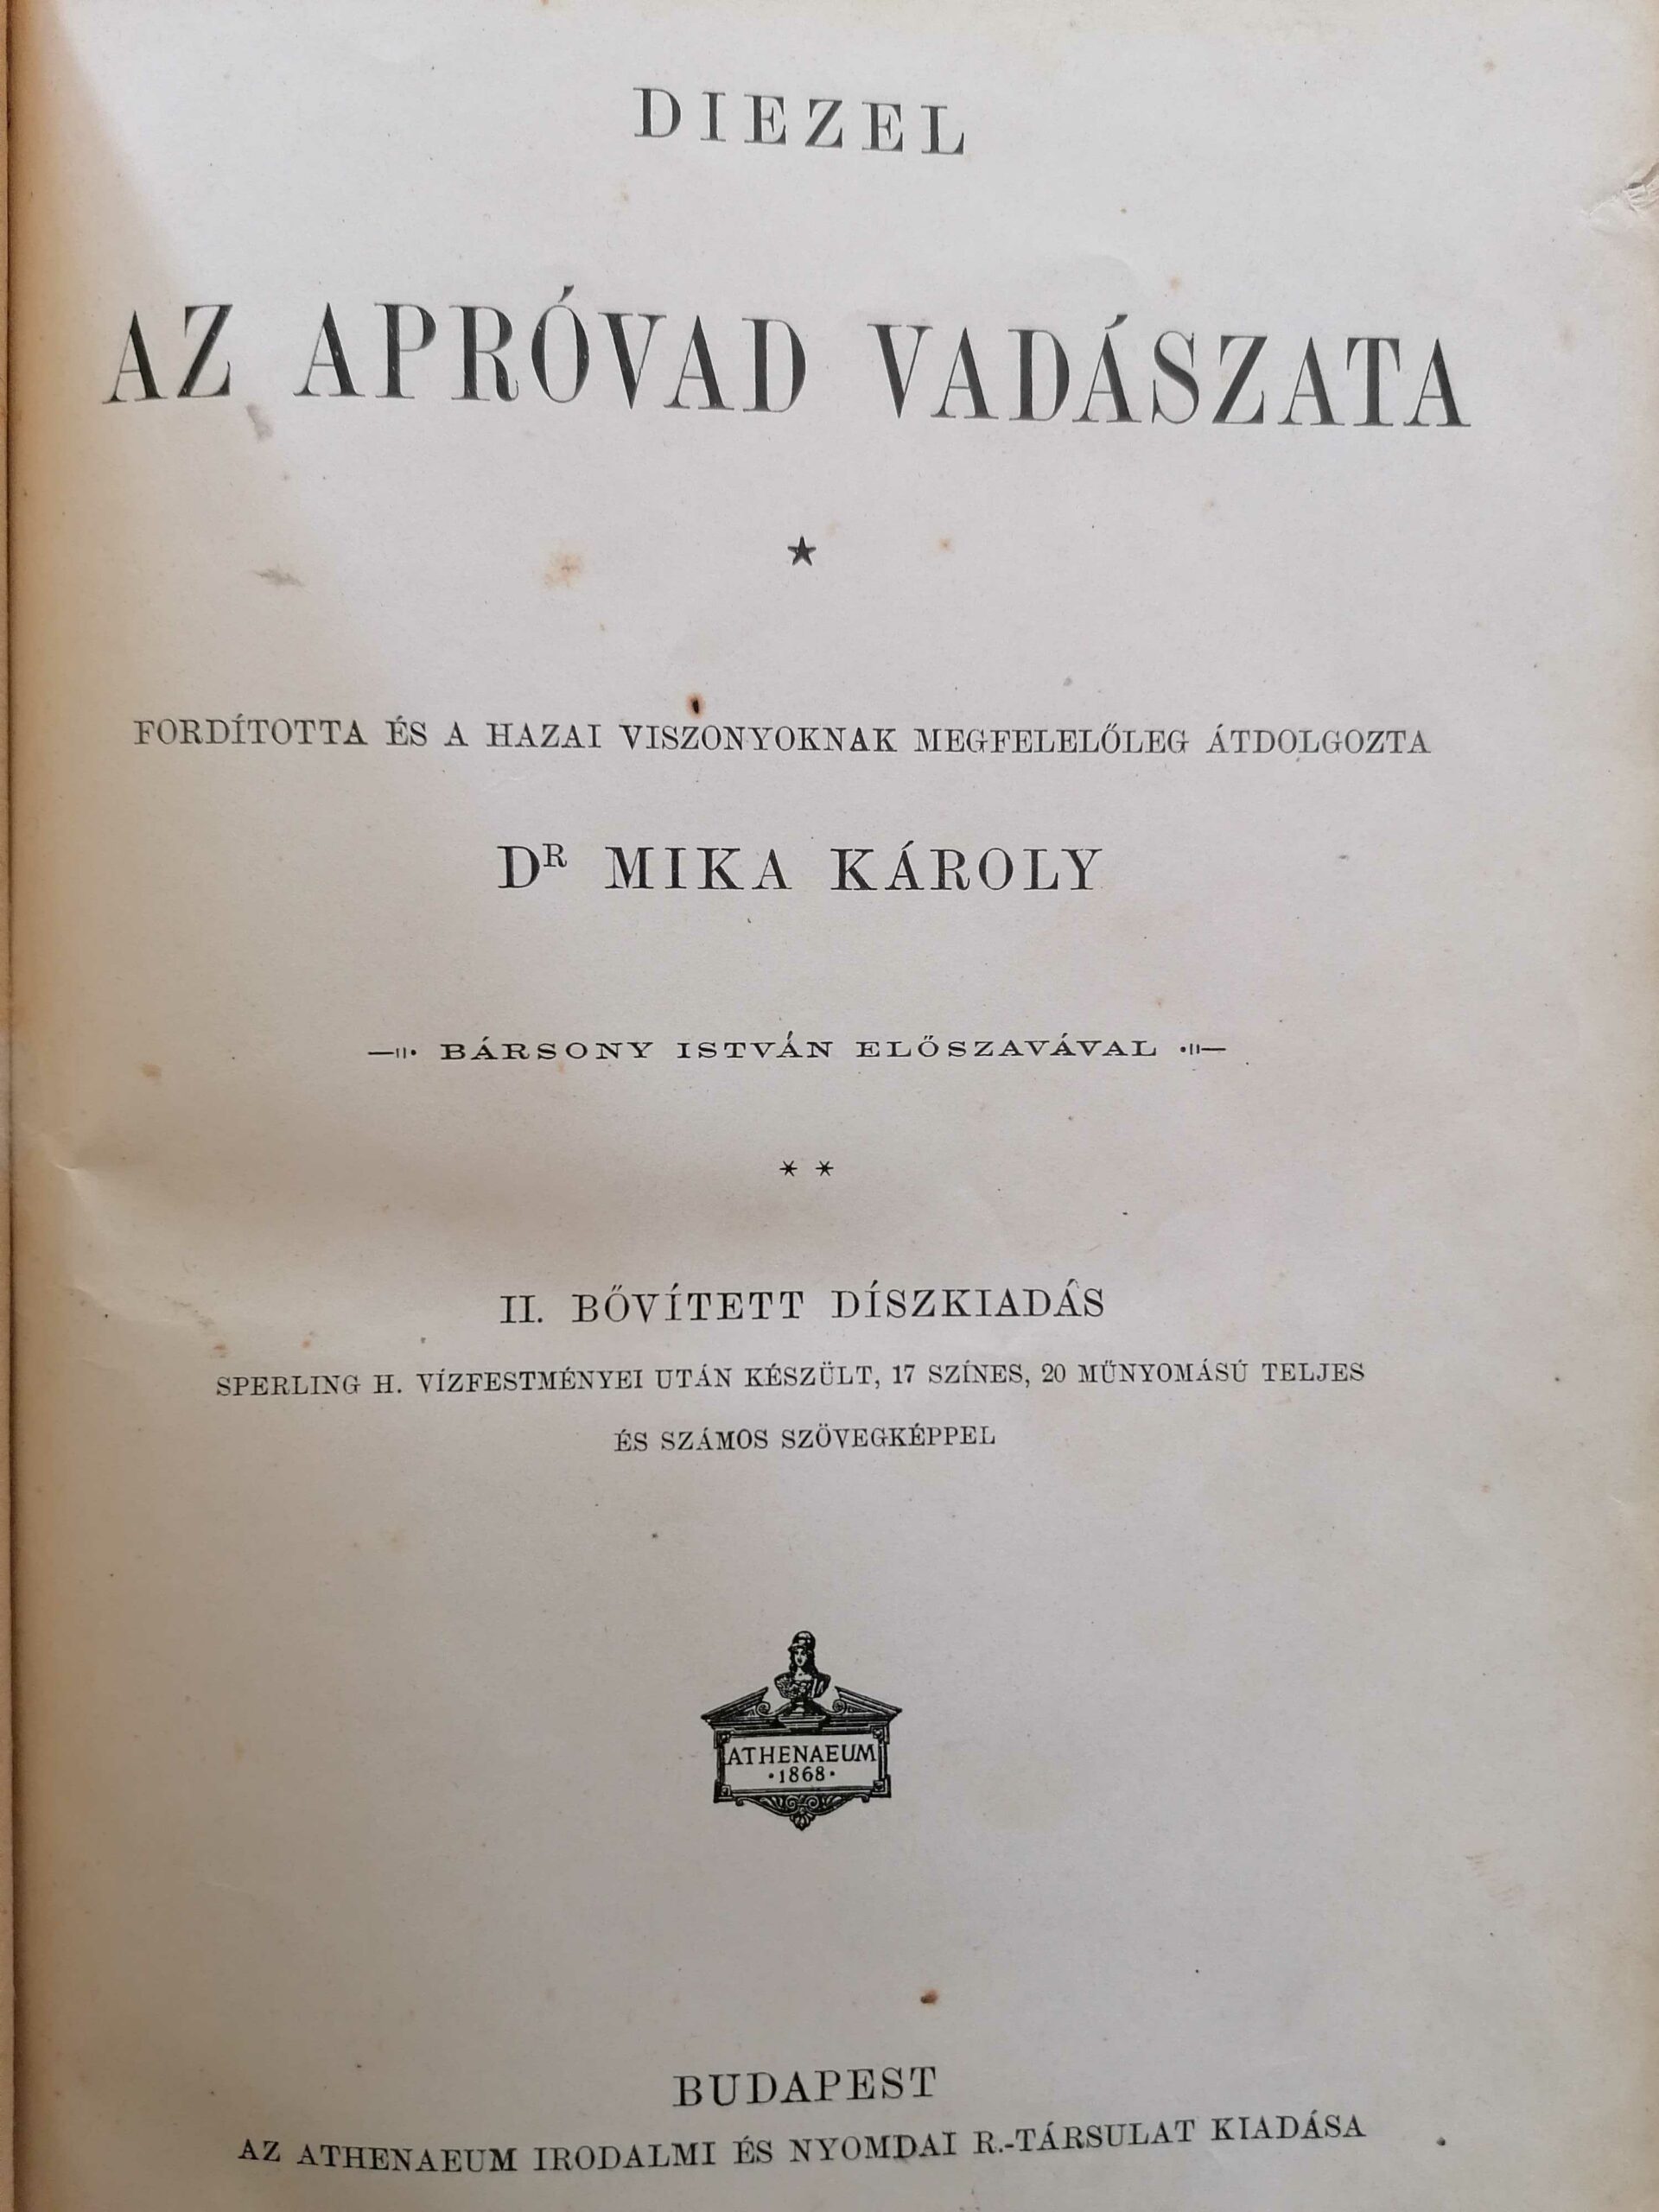 DIEZEL
AZ APRÓVAD VADÁSZATA
★
FORDÍTOTTA ÉS A HAZAI VISZONYOKNAK MEGFELELŐLEG ÁTDOLGOZTA
DR MIKA KÁROLY
BÁRSONY ISTVÁN ELŐSZAVÁVAL
* *
II. BŐVÍTETT DÍSZKIADÁS
SPERLING H. VÍZFESTMÉNYEI UTÁN KÉSZÜLT, 17 SZÍNES, 20 MŰNYOMÁSÚ TELJES
ÉS SZÁMOS SZÖVEGKÉPPEL
ATHENAEUM
·1868·
BUDAPEST
AZ ATHENAEUM IRODALMI ÉS NYOMDAI R.-TÁRSULAT KIADÁSA